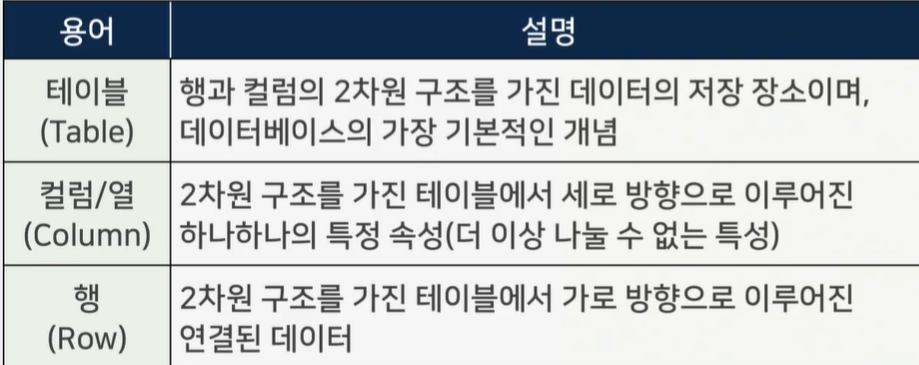 용어
설명
테이블
(Table)
행과 컬럼의 2차원 구조를 가진 데이터의 저장 장소이며,
데이터베이스의 가장 기본적인 개념
컬럼/열
(Column)
2차원 구조를 가진 테이블에서 세로 방향으로 이루어진
하나하나의 특정 속성(더 이상 나눌 수 없는 특성)
행
(Row)
2차원 구조를 가진 테이블에서 가로 방향으로 이루어진
연결된 데이터